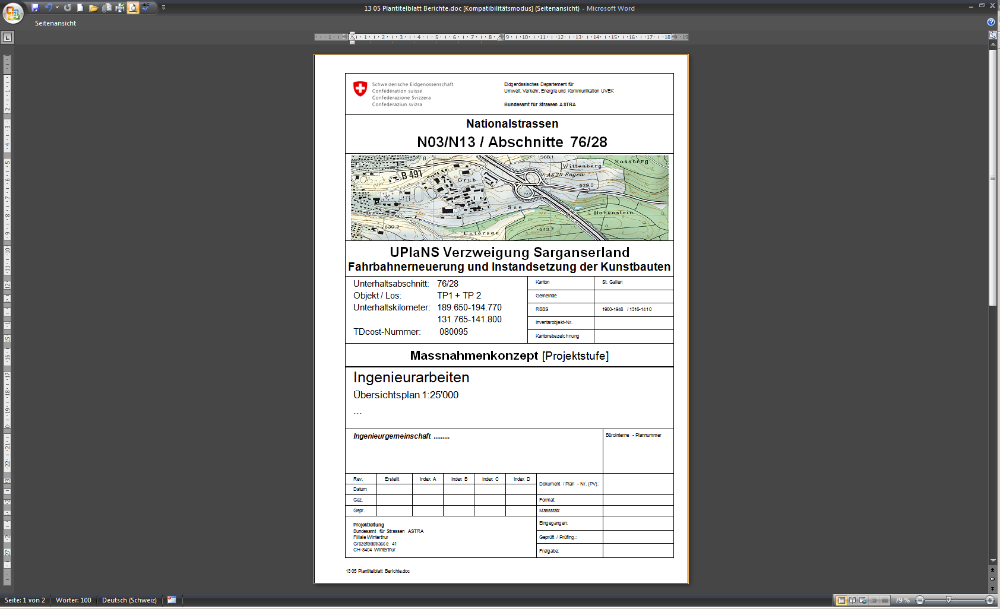 13 05 Plantitelblatt Berichte.doc [Kompatibilitätsmodus] (Seitenansicht) - Microsoft Word
Seitenansicht
Schweizerische Eidgenossenschaft
Confédération suisse
Confederazione Svizzera
Confederaziun svizra
Eidgenössisches Departement für
Umwelt, Verkehr, Energie und Kommunikation UVEK
Bundesamt für Strassen ASTRA
Nationalstrassen
N03/N13 / Abschnitte 76/28
B
568,1
Rossberg
Wittenberg
B 491
AS39 Engen
Grub
539.0
713
See
Hohenstein
639,2
543,7
Untersee
UPlaNS Verzweigung Sarganserland
Fahrbahnerneuerung und Instandsetzung der Kunstbauten
Unterhaltsabschnitt: 76/28
Objekt / Los: TP1 + TP 2
Unterhaltskilometer: 189.650-194.770
131.765-141.800
TDcost-Nummer: 080095
Kanton St. Gallen
Gemeinde
RBBS 1900-1948 / 1316-1410
Inventarobjekt-Nr.
Kantonsbezeichnung
Massnahmenkonzept [Projektstufe]
Ingenieurarbeiten
Übersichtsplan 1:25'000
...
Ingenieurgemeinschaft .........
Bürointerne - Plannummer
Rev. Erstellt Index A Index B Index C Index D
Datum
Gez.
Gepr.
Dokument / Plan - Nr. (PV):
Format:
Massstab:
Projektleitung
Bundesamt für Strassen ASTRA
Filiale Winterthur
Grüzefeldstrasse 41
CH-8404 Winterthur
Eingegangen:
Geprüft / Prüfing.:
Freigabe:
13 05 Plantitelblatt Berichte.doc
Seite: 1 von 2 Wörter: 100 Deutsch (Schweiz) 79 %